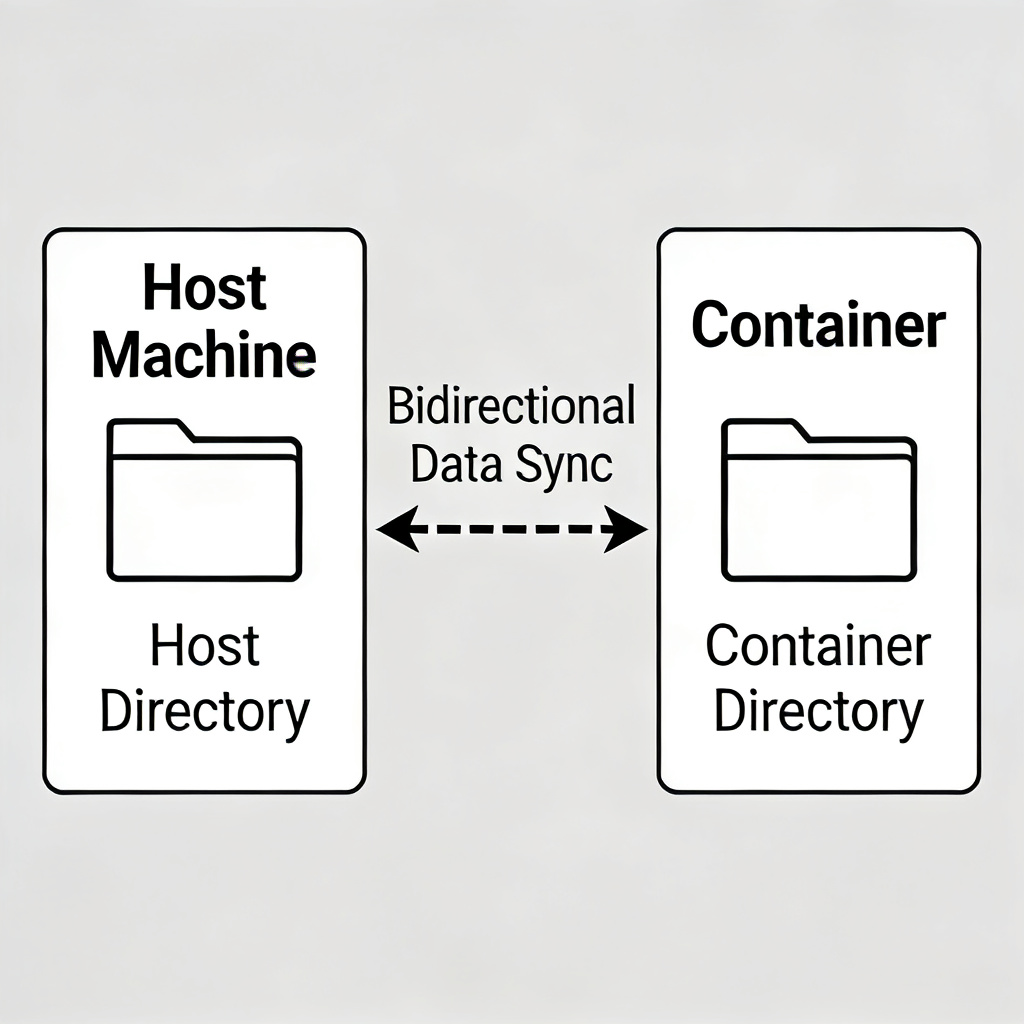 Host
Machine
Host
Directory
Bidirectional
Data Sync
Container
Container
Directory